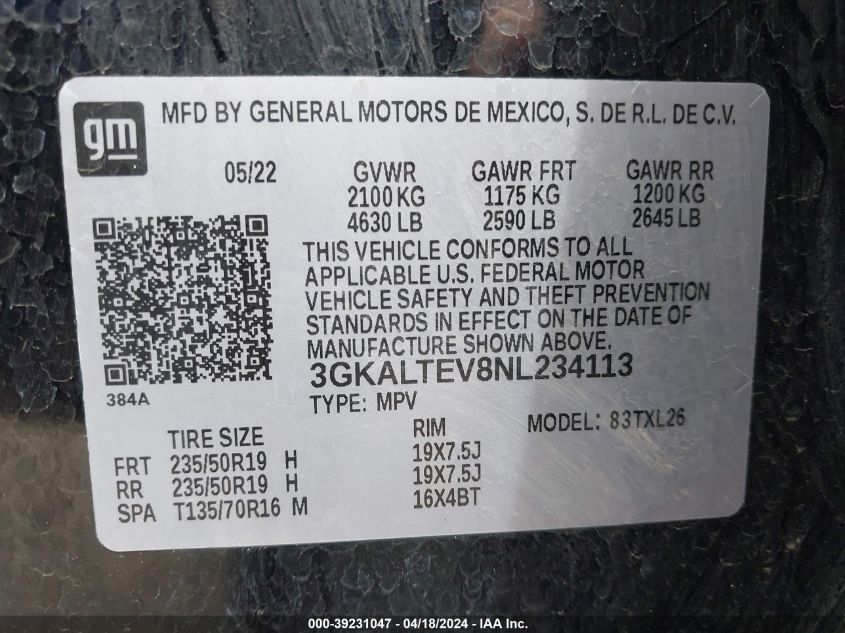 gm MFD BY GENERAL MOTORS DE MEXICO, S. DE R.L. DE C.V.
05/22 GVWR GAWR FRT GAWR RR
2100 KG 1175 KG 1200 KG
4630 LB 2590 LB 2645 LB
THIS VEHICLE CONFORMS TO ALL
APPLICABLE U.S. FEDERAL MOTOR
VEHICLE SAFETY AND THEFT PREVENTION
STANDARDS IN EFFECT ON THE DATE OF
MANUFACTURE SHOWN ABOVE.
3GKALTEV8NL234113
384A
TYPE: MPV MODEL: 83TXL26
TIRE SIZE RIM
FRT 235/50R19 H 19X7.5J
RR 235/50R19 H 19X7.5J
SPA T135/70R16 M 16X4BT
000-39231047 - 04/18/2024 - IAAI.com - Copyright © 2024 IAA, Inc.